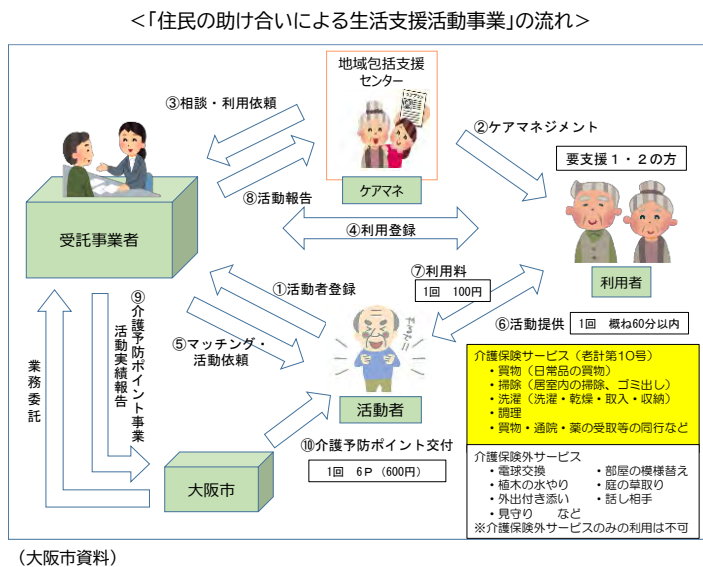 ＜「住民の助け合いによる生活支援活動事業」の流れ＞
地域包括支援
センター
③相談・利用依頼
②ケアマネジメント
要支援１・２の方
ケアマネ
⑧活動報告
受託事業者
④利用登録
利用者
⑦利用料
1回　100円
①活動者登録
⑥活動提供
1回　概ね60分以内
⑤マッチング・
活動依頼
やるでー!!
活動者
⑨介護予防ポイント事業
活動実績報告
業務委託
⑩介護予防ポイント交付
1回　6P（600円）
大阪市
介護保険サービス（老計第10号）
・買物（日常品の買物）
・掃除（居室内の掃除、ゴミ出し）
・洗濯（洗濯・乾燥・取入・収納）
・調理
・買物・通院・薬の受取等の同行など
介護保険外サービス
・電球交換　・部屋の模様替え
・植木の水やり　・庭の草取り
・外出付き添い　・話し相手
・見守り　など
※介護保険外サービスのみの利用は不可
（大阪市資料）